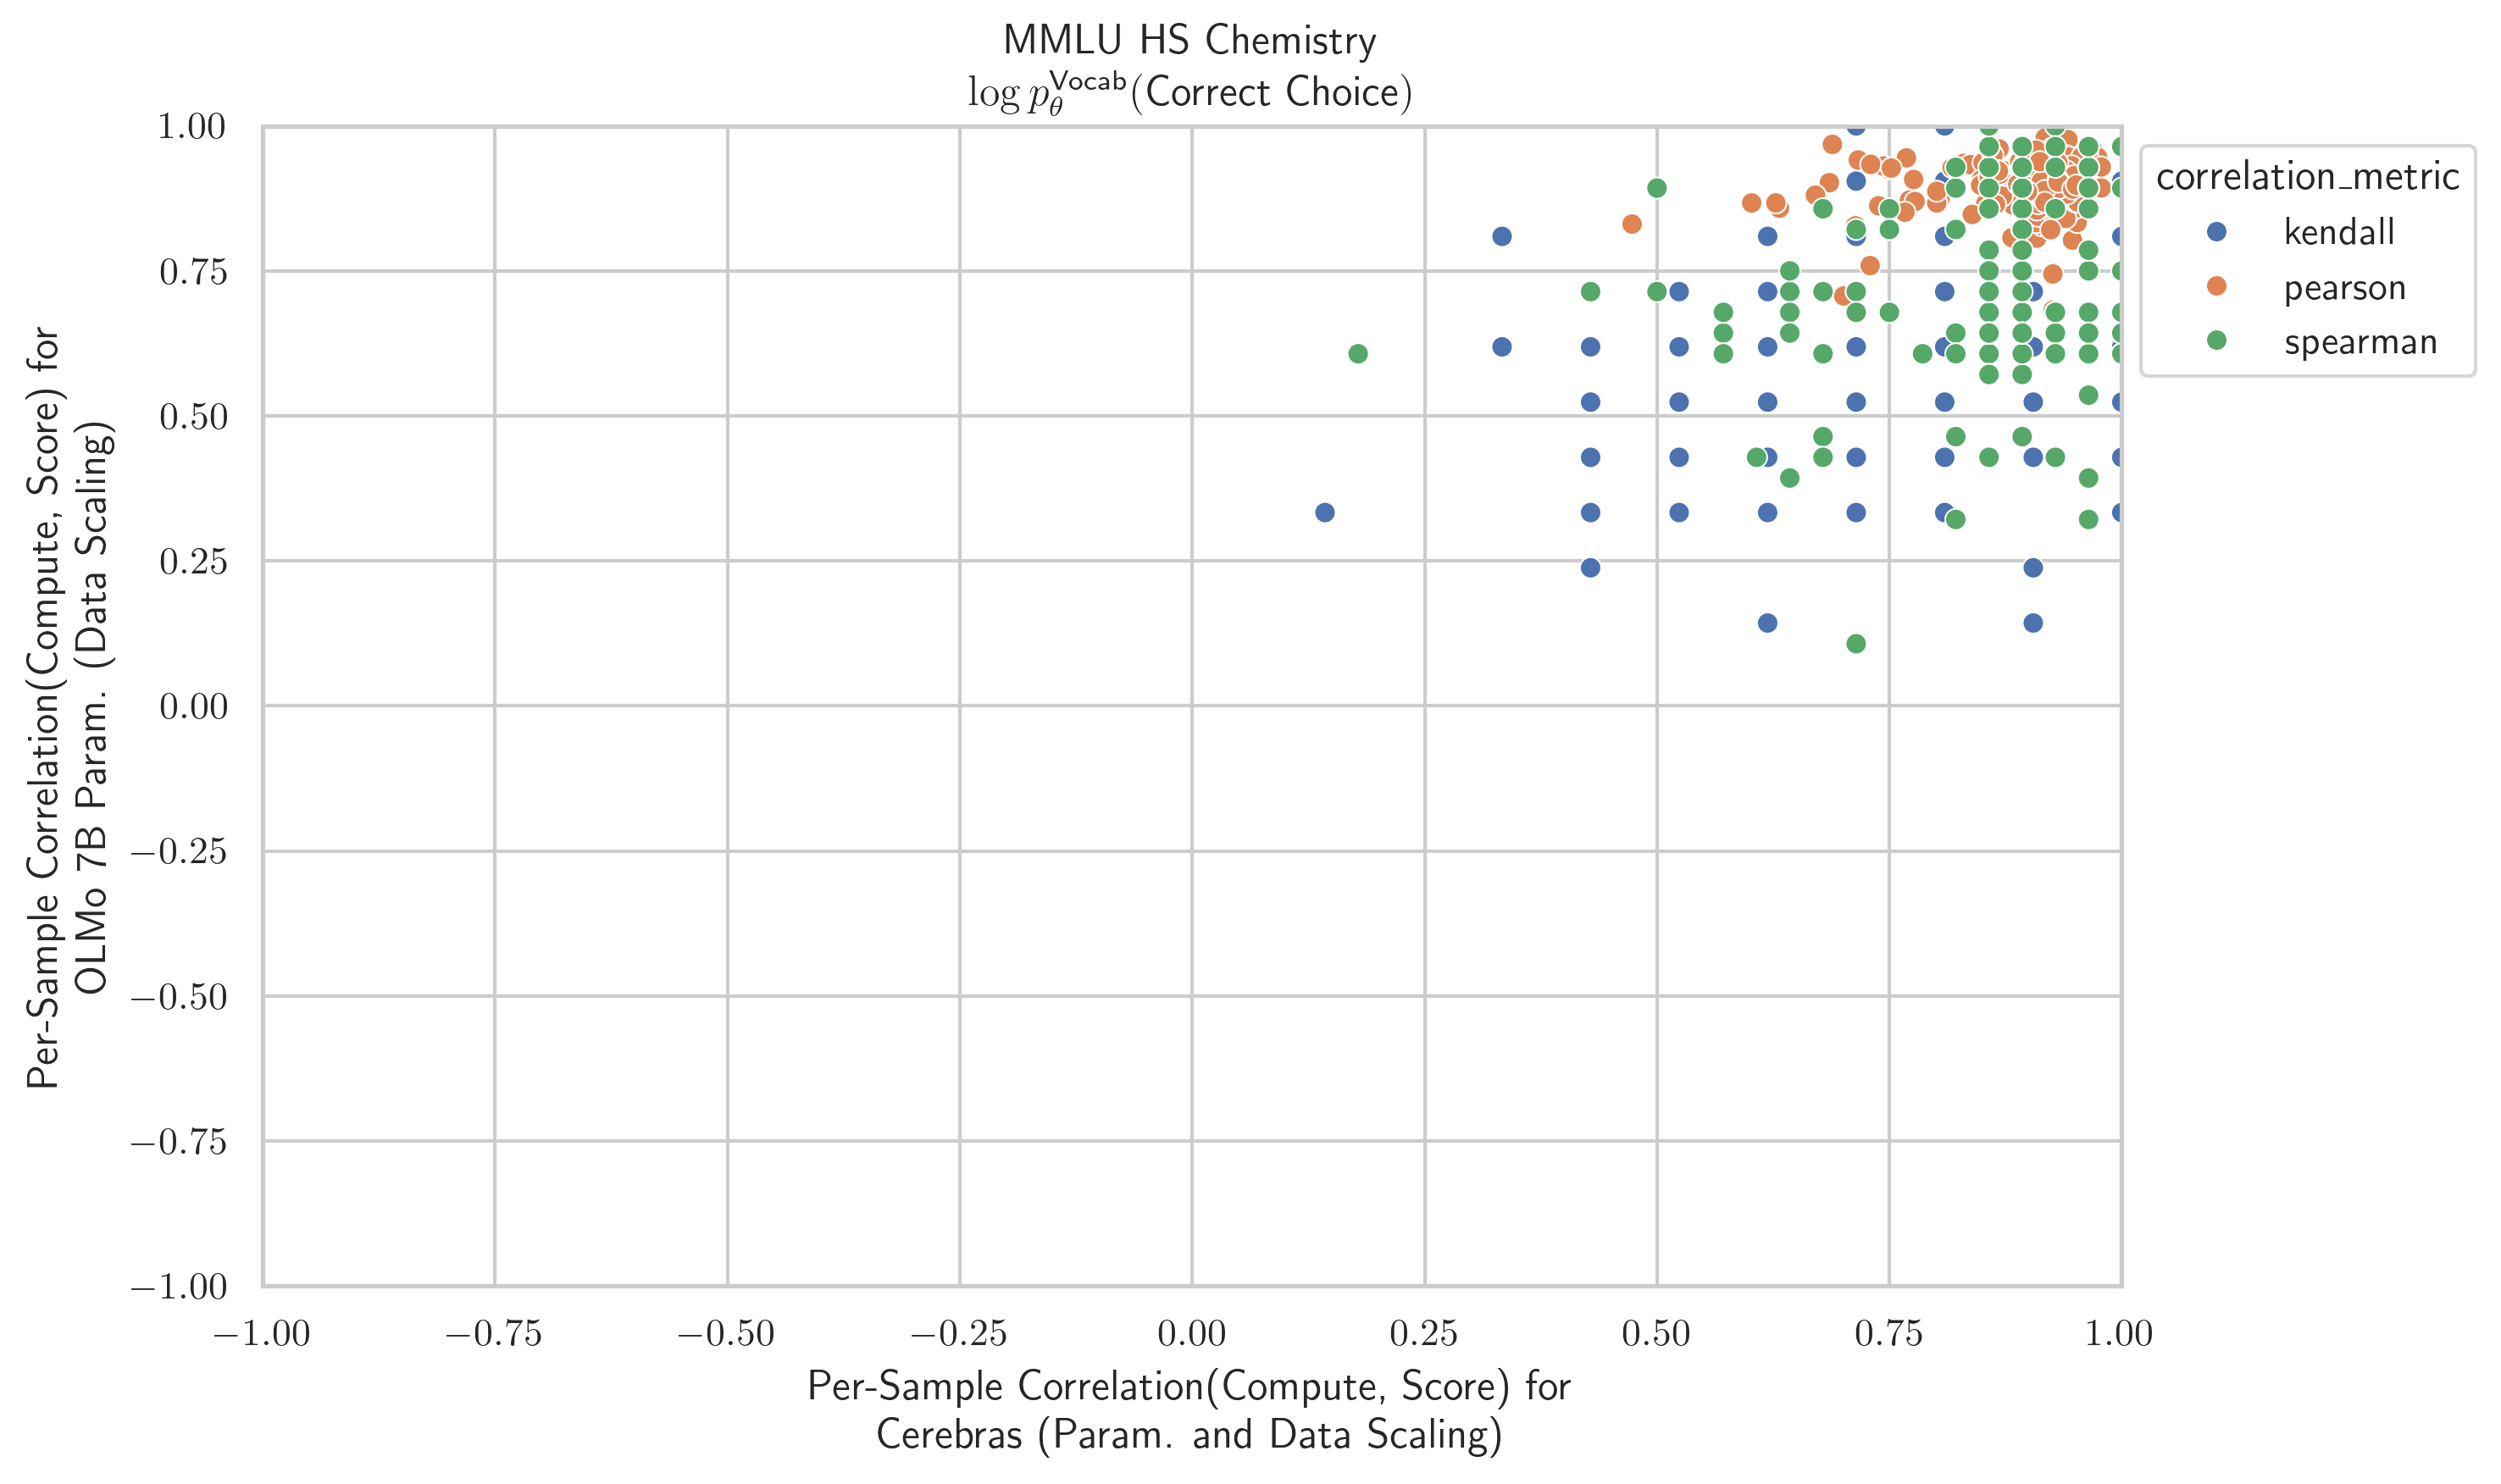 MMLU HS Chemistry
log p_θ^Vocab(Correct Choice)
1.00
0.75
0.50
0.25
0.00
−0.25
−0.50
−0.75
−1.00
Per-Sample Correlation(Compute, Score) for
OLMo 7B Param. (Data Scaling)
correlation_metric
kendall
pearson
spearman
−1.00 −0.75 −0.50 −0.25 0.00 0.25 0.50 0.75 1.00
Per-Sample Correlation(Compute, Score) for
Cerebras (Param. and Data Scaling)